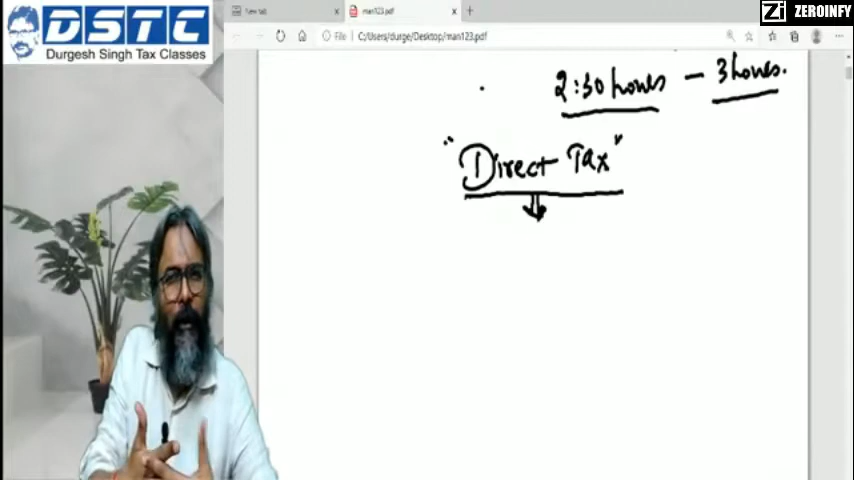 DSTC
Durgesh Singh Tax Classes
New tab
man123.pdf
File C:/Users/durge/Desktop/man123.pdf
Zi ZEROINFY
2:30 hours - 3 hours.
"Direct Tax"